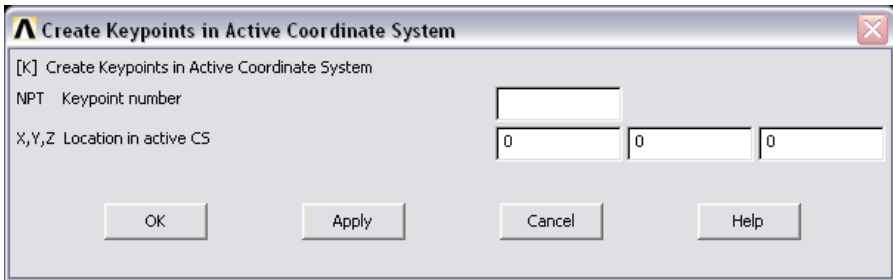 Create Keypoints in Active Coordinate System
[K] Create Keypoints in Active Coordinate System
NPT Keypoint number
X,Y,Z Location in active CS 0 0 0
OK Apply Cancel Help